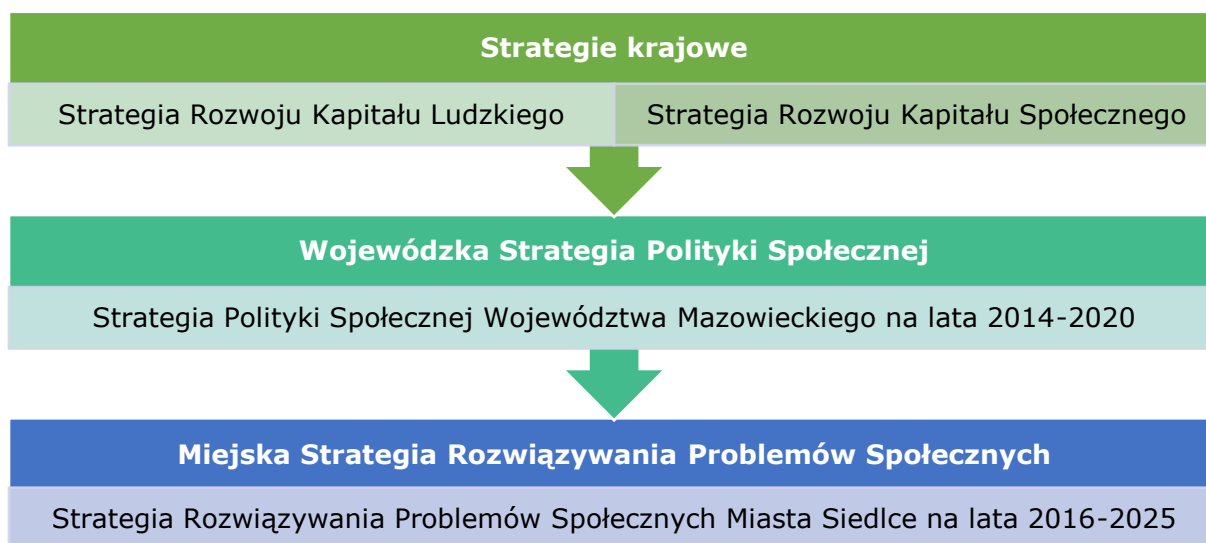 Strategie krajowe
Strategia Rozwoju Kapitału Ludzkiego
Strategia Rozwoju Kapitału Społecznego
Wojewódzka Strategia Polityki Społecznej
Strategia Polityki Społecznej Województwa Mazowieckiego na lata 2014-2020
Miejska Strategia Rozwiązywania Problemów Społecznych
Strategia Rozwiązywania Problemów Społecznych Miasta Siedlce na lata 2016-2025